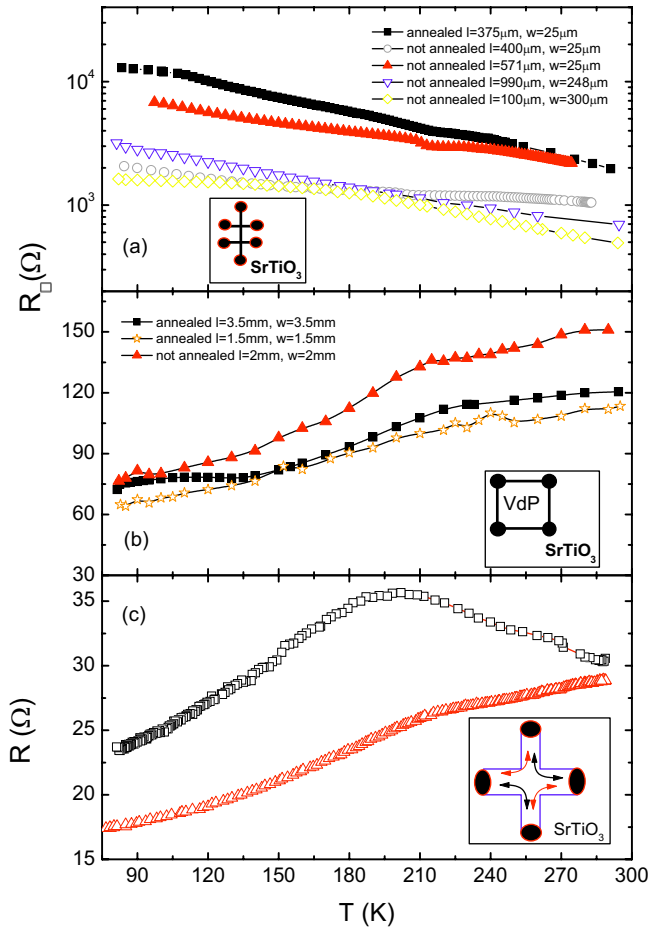 (a)
annealed l=375μm, w=25μm
not annealed l=400μm, w=25μm
not annealed l=571μm, w=25μm
not annealed l=990μm, w=248μm
not annealed l=100μm, w=300μm
10⁴
10³
SrTiO₃
R□(Ω)
annealed l=3.5mm, w=3.5mm
annealed l=1.5mm, w=1.5mm
not annealed l=2mm, w=2mm
150
120
90
60
30
(b)
VdP
SrTiO₃
(c)
35
30
25
20
15
R (Ω)
SrTiO₃
90 120 150 180 210 240 270 300
T (K)